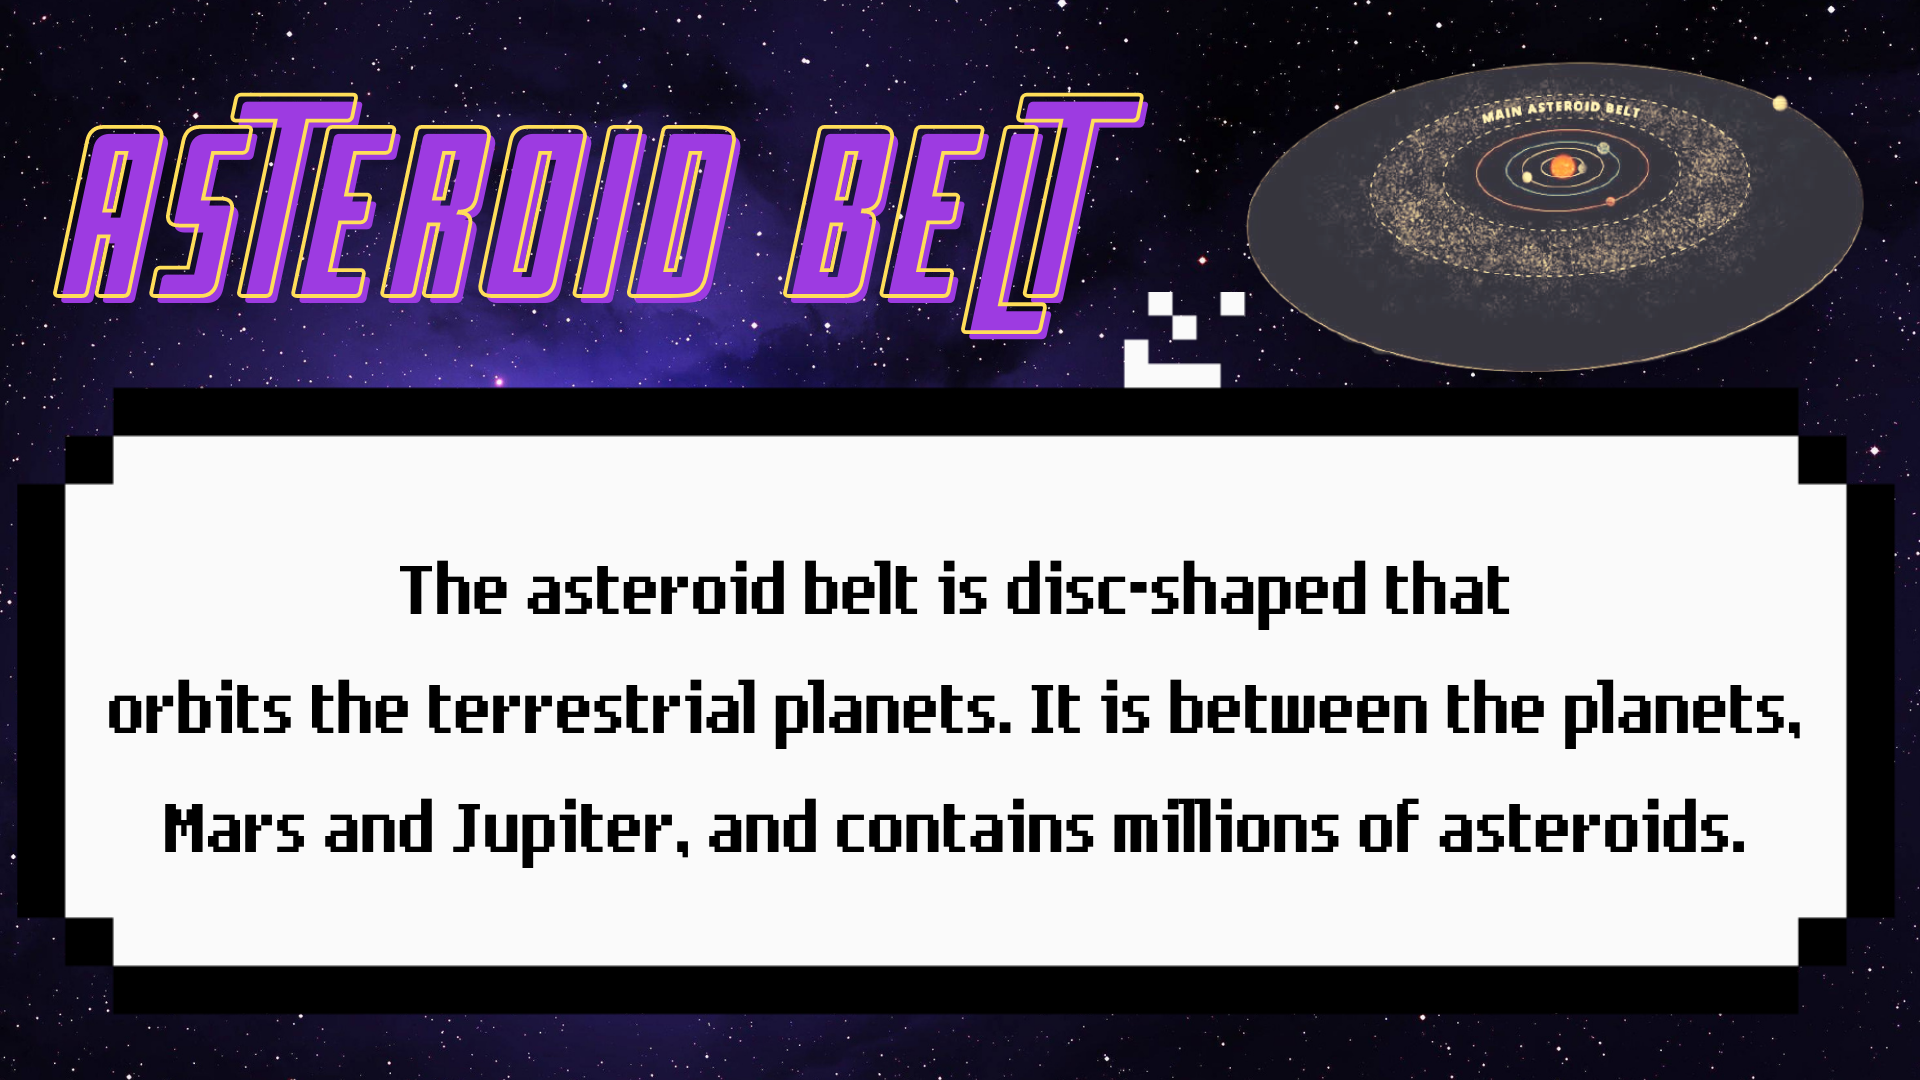 ASTEROID BELT
MAIN ASTEROID BELT
The asteroid belt is disc-shaped that
orbits the terrestrial planets. It is between the planets,
Mars and Jupiter, and contains millions of asteroids.